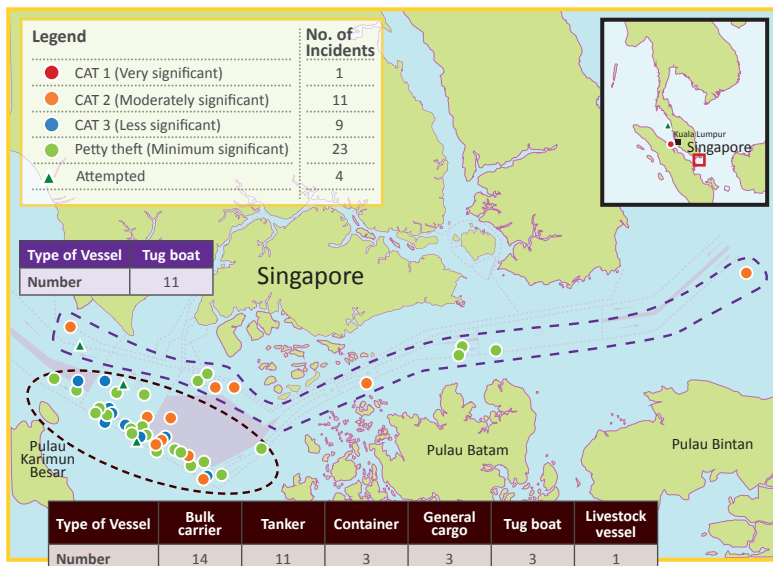 Legend No. of Incidents
CAT 1 (Very significant) 1
CAT 2 (Moderately significant) 11
CAT 3 (Less significant) 9
Petty theft (Minimum significant) 23
Attempted 4
Kuala Lumpur
Singapore
Type of Vessel Tug boat
Number 11
Singapore
Pulau
Karimun
Besar
Pulau Batam
Pulau Bintan
Type of Vessel Bulk carrier Tanker Container General cargo Tug boat Livestock vessel
Number 14 11 3 3 3 1